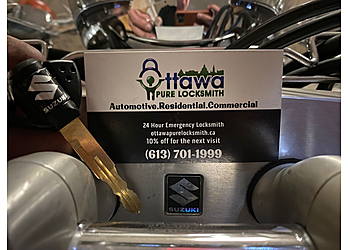 Ottawa
PURE LOCKSMITH
Automotive.Residential.Commercial
24 Hour Emergency Locksmith
ottawapurelocksmith.ca
10% off for the next visit
(613) 701-1999
SUZUKI
SUZUKI